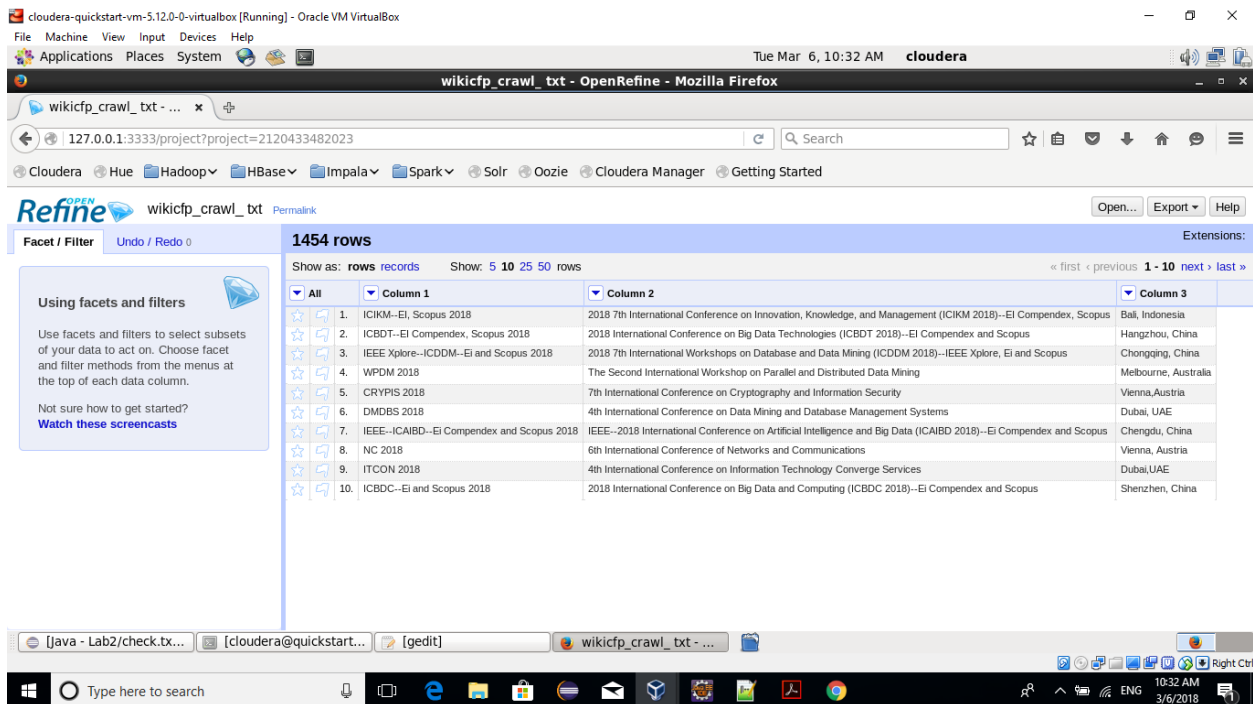 cloudera-quickstart-vm-5.12.0-0-virtualbox [Running] - Oracle VM VirtualBox
File Machine View Input Devices Help
Applications Places System Tue Mar 6, 10:32 AM cloudera
wikicfp_crawl_ txt - OpenRefine - Mozilla Firefox
wikicfp_crawl_ txt - ...
127.0.0.1:3333/project?project=2120433482023 Search
Cloudera Hue Hadoop HBase Impala Spark Solr Oozie Cloudera Manager Getting Started
OPEN
Refine wikicfp_crawl_ txt Permalink Open... Export Help
Facet / Filter Undo / Redo 0 1454 rows Extensions:
Show as: rows records Show: 5 10 25 50 rows « first ‹ previous 1 - 10 next › last »
All Column 1 Column 2 Column 3
Using facets and filters
Use facets and filters to select subsets
of your data to act on. Choose facet
and filter methods from the menus at
the top of each data column.
Not sure how to get started?
Watch these screencasts
1. ICIKM--EI, Scopus 2018 2018 7th International Conference on Innovation, Knowledge, and Management (ICIKM 2018)--EI Compendex, Scopus Bali, Indonesia
2. ICBDT--EI Compendex, Scopus 2018 2018 International Conference on Big Data Technologies (ICBDT 2018)--EI Compendex and Scopus Hangzhou, China
3. IEEE Xplore--ICDDM--Ei and Scopus 2018 2018 7th International Workshops on Database and Data Mining (ICDDM 2018)--IEEE Xplore, Ei and Scopus Chongqing, China
4. WPDM 2018 The Second International Workshop on Parallel and Distributed Data Mining Melbourne, Australia
5. CRYPIS 2018 7th International Conference on Cryptography and Information Security Vienna,Austria
6. DMDBS 2018 4th International Conference on Data Mining and Database Management Systems Dubai, UAE
7. IEEE--ICAIBD--Ei Compendex and Scopus 2018 IEEE--2018 International Conference on Artificial Intelligence and Big Data (ICAIBD 2018)--Ei Compendex and Scopus Chengdu, China
8. NC 2018 6th International Conference of Networks and Communications Vienna, Austria
9. ITCON 2018 4th International Conference on Information Technology Converge Services Dubai,UAE
10. ICBDC--Ei and Scopus 2018 2018 International Conference on Big Data and Computing (ICBDC 2018)--Ei Compendex and Scopus Shenzhen, China
[Java - Lab2/check.tx... [cloudera@quickstart... [gedit] wikicfp_crawl_ txt - ...
Right Ctrl
Type here to search ENG 10:32 AM
3/6/2018